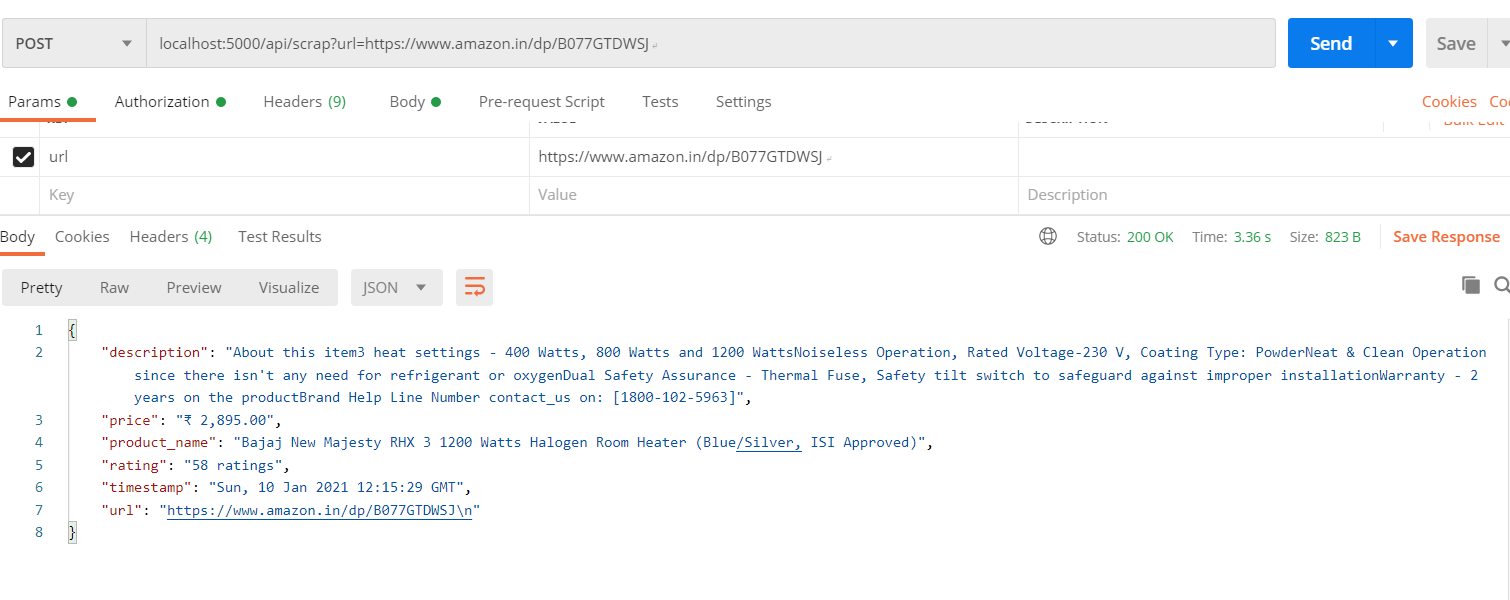 POST localhost:5000/api/scrap?url=https://www.amazon.in/dp/B077GTDWSJ Send Save
Params Authorization Headers (9) Body Pre-request Script Tests Settings Cookies
url https://www.amazon.in/dp/B077GTDWSJ
Key Value Description
Body Cookies Headers (4) Test Results Status: 200 OK Time: 3.36 s Size: 823 B Save Response
Pretty Raw Preview Visualize JSON
1 {
2 "description": "About this item3 heat settings - 400 Watts, 800 Watts and 1200 WattsNoiseless Operation, Rated Voltage-230 V, Coating Type: PowderNeat & Clean Operation
since there isn't any need for refrigerant or oxygenDual Safety Assurance - Thermal Fuse, Safety tilt switch to safeguard against improper installationWarranty - 2
years on the productBrand Help Line Number contact_us on: [1800-102-5963]",
3 "price": "₹ 2,895.00",
4 "product_name": "Bajaj New Majesty RHX 3 1200 Watts Halogen Room Heater (Blue/Silver, ISI Approved)",
5 "rating": "58 ratings",
6 "timestamp": "Sun, 10 Jan 2021 12:15:29 GMT",
7 "url": "https://www.amazon.in/dp/B077GTDWSJ\n"
8 }